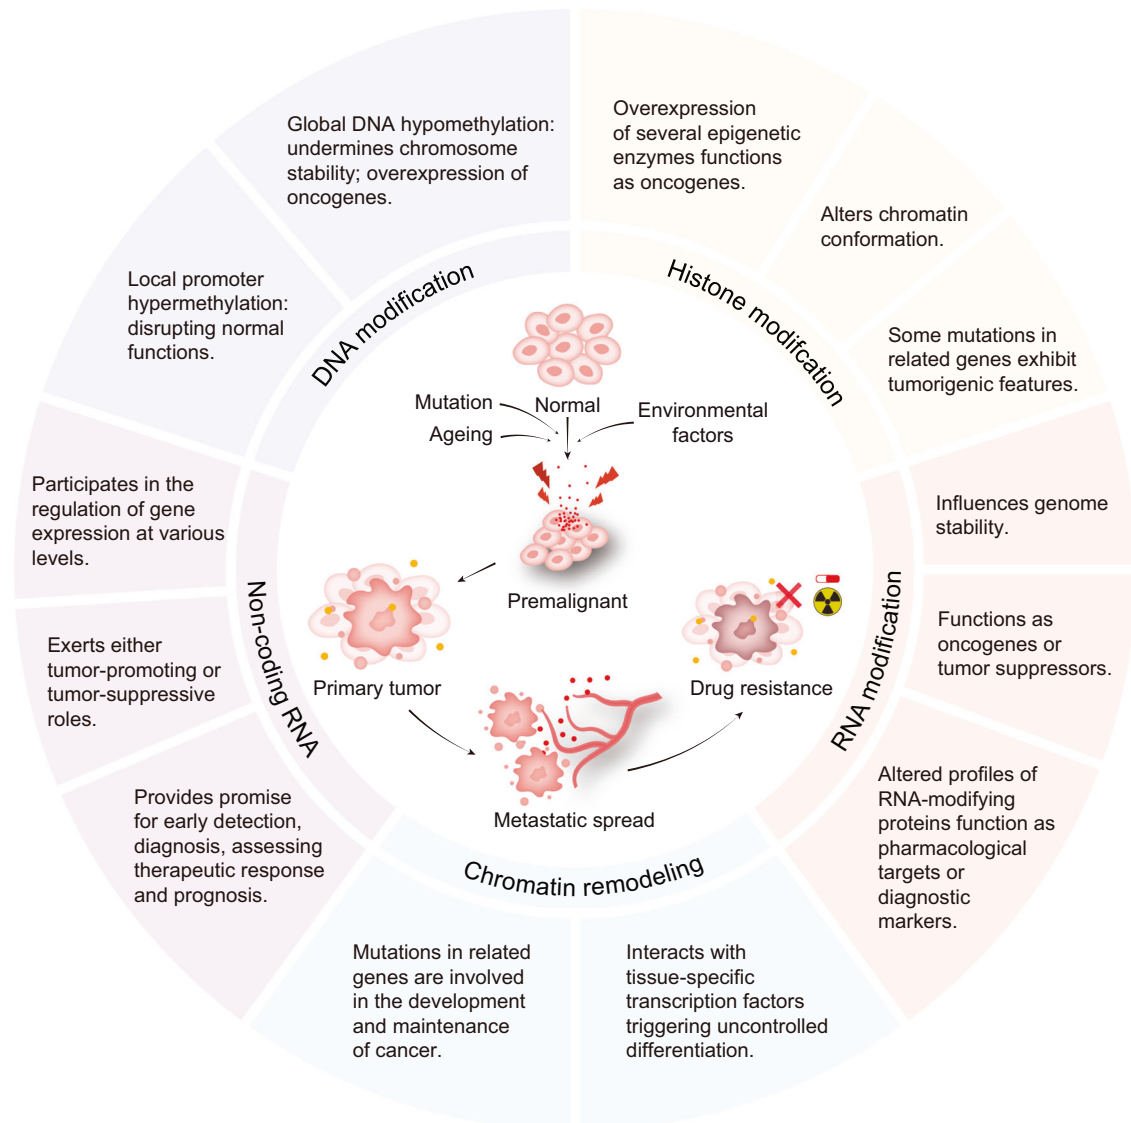 Global DNA hypomethylation:
undermines chromosome
stability; overexpression of
oncogenes.
Local promoter
hypermethylation:
disrupting normal
functions.
DNA modification
Overexpression
of several epigenetic
enzymes functions
as oncogenes.
Alters chromatin
conformation.
Some mutations in
related genes exhibit
tumorigenic features.
Histone modifcation
Influences genome
stability.
Functions as
oncogenes or
tumor suppressors.
Altered profiles of
RNA-modifying
proteins function as
pharmacological
targets or
diagnostic
markers.
RNA modification
Interacts with
tissue-specific
transcription factors
triggering uncontrolled
differentiation.
Mutations in related
genes are involved
in the development
and maintenance
of cancer.
Chromatin remodeling
Participates in the
regulation of gene
expression at various
levels.
Exerts either
tumor-promoting or
tumor-suppressive
roles.
Provides promise
for early detection,
diagnosis, assessing
therapeutic response
and prognosis.
Non-coding RNA
Normal
Mutation
Ageing
Environmental
factors
Premalignant
Primary tumor
Metastatic spread
Drug resistance